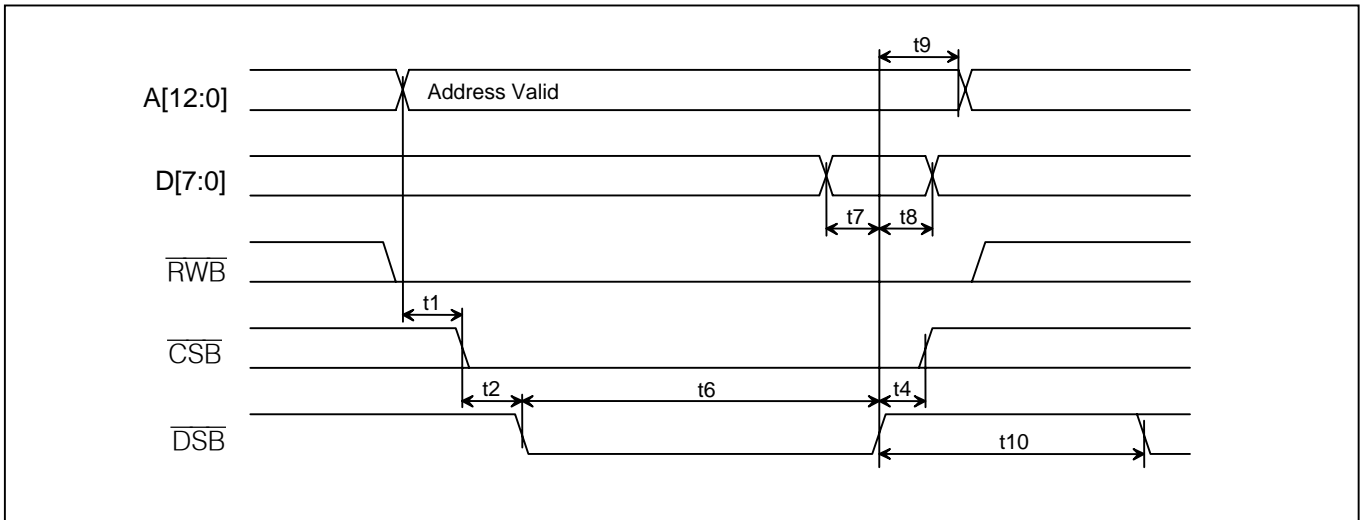 t9
A[12:0]
Address Valid
D[7:0]
t7
t8
RWB
t1
CSB
t2
t6
t4
DSB
t10